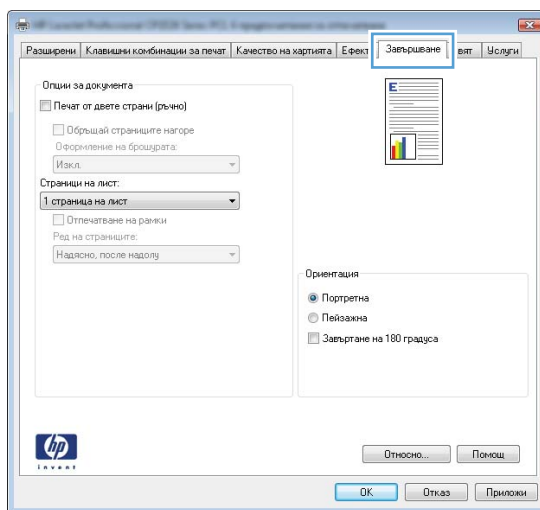 Разширени Клавишни комбинации за печат Качество на хартията Ефект Завършване вят Услуги
Опции за документа
Печат от двете страни (ръчно)
Обръщай страниците нагоре
Оформление на брошурата:
Изкл.
Страници на лист:
1 страница на лист
Отпечатване на рамки
Ред на страниците:
Надясно, после надолу
E
Ориентация
Портретна
Пейзажна
Завъртане на 180 градуса
hp
invent
Относно... Помощ
OK Отказ Приложи